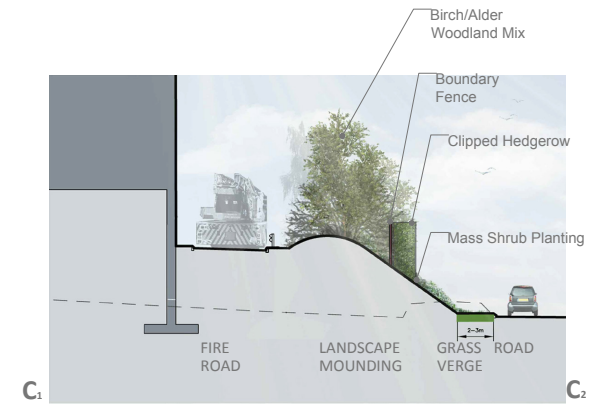 Birch/Alder
Woodland Mix
Boundary
Fence
Clipped Hedgerow
Mass Shrub Planting
2-3m
FIRE
ROAD
LANDSCAPE
MOUNDING
GRASS
VERGE
ROAD
C1
C2